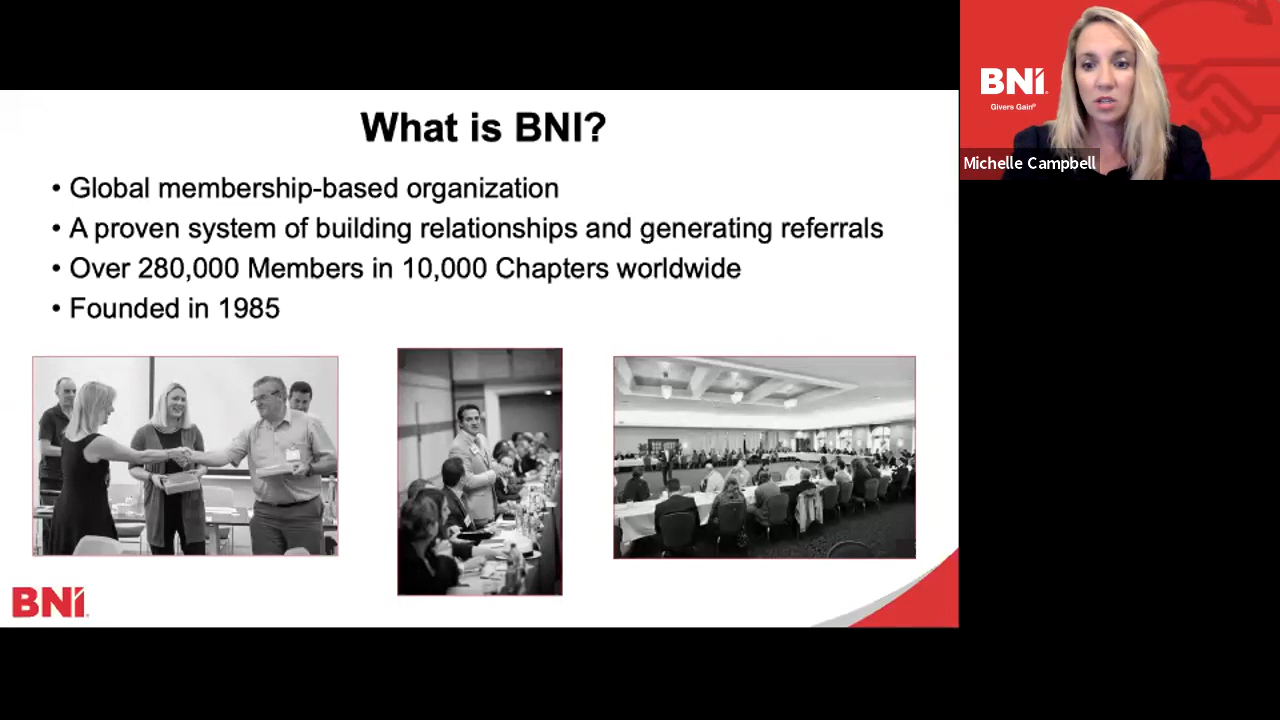 What is BNI?
• Global membership-based organization
• A proven system of building relationships and generating referrals
• Over 280,000 Members in 10,000 Chapters worldwide
• Founded in 1985
BNI®
BNI®
Givers Gain®
Michelle Campbell